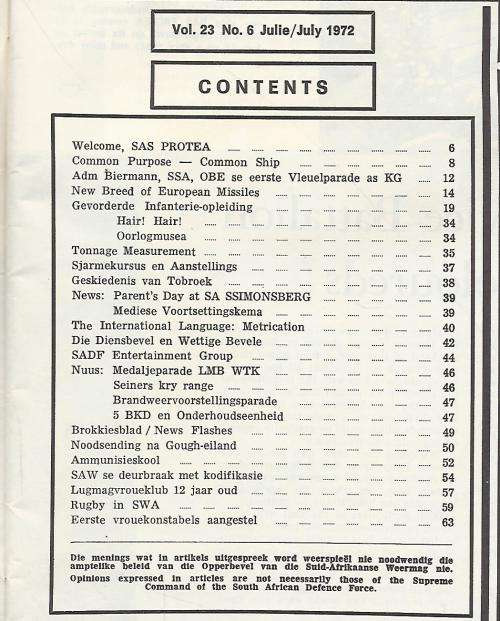 Vol. 23 No. 6 Julie/July 1972
CONTENTS
Welcome, SAS PROTEA 6
Common Purpose — Common Ship 8
Adm Biermann, SSA, OBE se eerste Vleuelparade as KG 12
New Breed of European Missiles 14
Gevorderde Infanterie-opleiding 19
Hair! Hair! 34
Oorlogmusea 34
Tonnage Measurement 35
Sjarmekursus en Aanstellings 37
Geskiedenis van Tobroek 38
News: Parent's Day at SA SSIMONSBERG 39
Mediese Voortsettingskema 39
The International Language: Metrication 40
Die Diensbevel en Wettige Bevele 42
SADF Entertainment Group 44
Nuus: Medaljeparade LMB WTK 46
Seiners kry range 46
Brandweervoorstellingsparade 47
5 BKD en Onderhoudseenheid 47
Brokkiesblad / News Flashes 49
Noodsending na Gough-eiland 50
Ammunisieskool 52
SAW se deurbraak met kodifikasie 54
Lugmagvroueklub 12 jaar oud 57
Rugby in SWA 59
Eerste vrouekonstabels aangestel 63
Die menings wat in artikels uitgespreek word weerspieël nie noodwendig die
amptelike beleid van die Opperbevel van die Suid-Afrikaanse Weermag nie.
Opinions expressed in articles are not necessarily those of the Supreme
Command of the South African Defence Force.